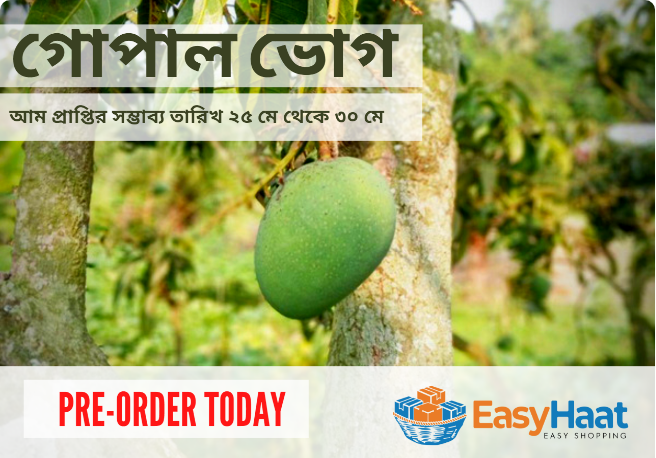 গোপাল ভোগ
আম প্রাপ্তির সম্ভাব্য তারিখ ২৫ মে থেকে ৩০ মে
PRE-ORDER TODAY
EasyHaat
EASY SHOPPING